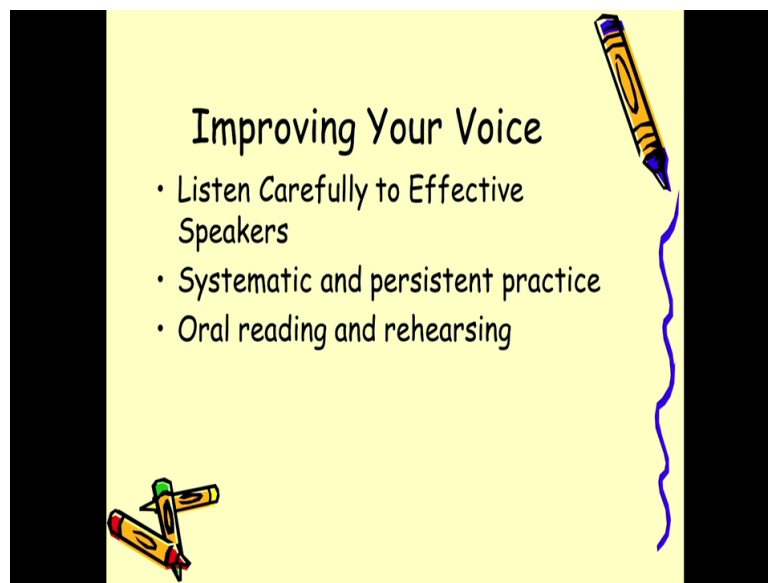 Improving Your Voice
• Listen Carefully to Effective
Speakers
• Systematic and persistent practice
• Oral reading and rehearsing